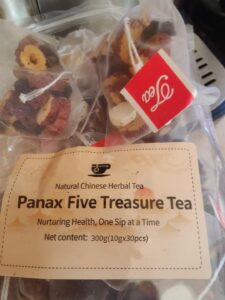 Tea
Natural Chinese Herbal Tea
Panax Five Treasure Tea
Nurturing Health, One Sip at a Time
Net content: 300g(10gx30pcs)